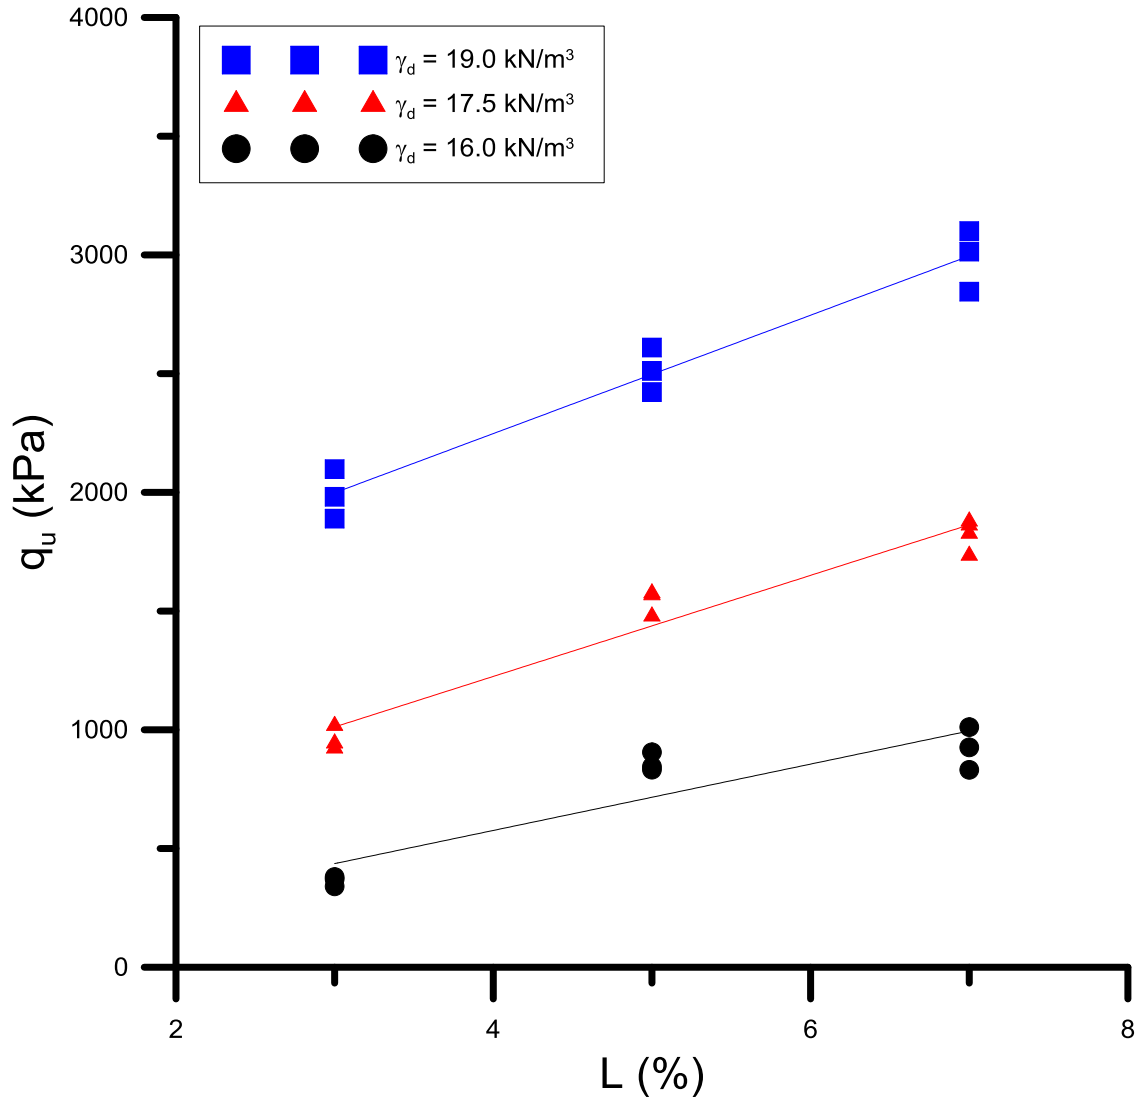 4000
γd = 19.0 kN/m³
γd = 17.5 kN/m³
γd = 16.0 kN/m³
3000
2000
1000
0
qu (kPa)
2 4 6 8
L (%)